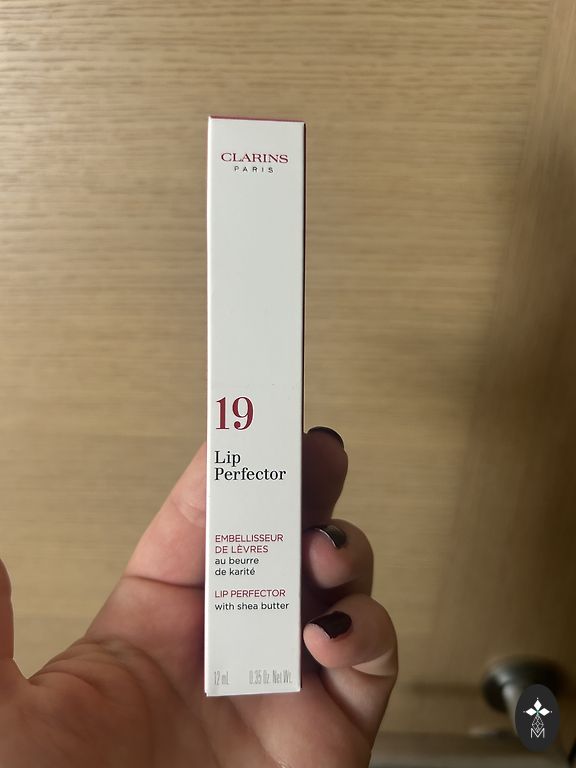 CLARINS
PARIS
19
Lip
Perfector
EMBELLISSEUR
DE LÈVRES
au beurre
de karité
LIP PERFECTOR
with shea butter
12 mL 0.35 Oz. Net Wt.
M